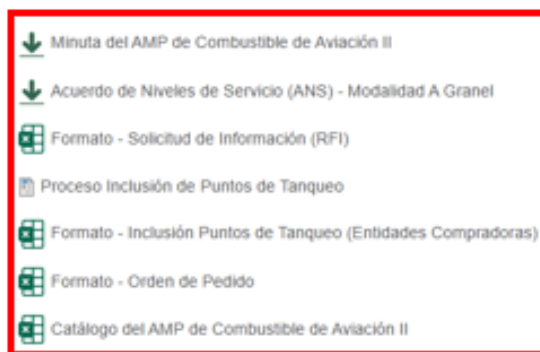 Minuta del AMP de Combustible de Aviación II
Acuerdo de Niveles de Servicio (ANS) - Modalidad A Granel
Formato - Solicitud de Información (RFI)
Proceso Inclusión de Puntos de Tanqueo
Formato - Inclusión Puntos de Tanqueo (Entidades Compradoras)
Formato - Orden de Pedido
Catálogo del AMP de Combustible de Aviación II